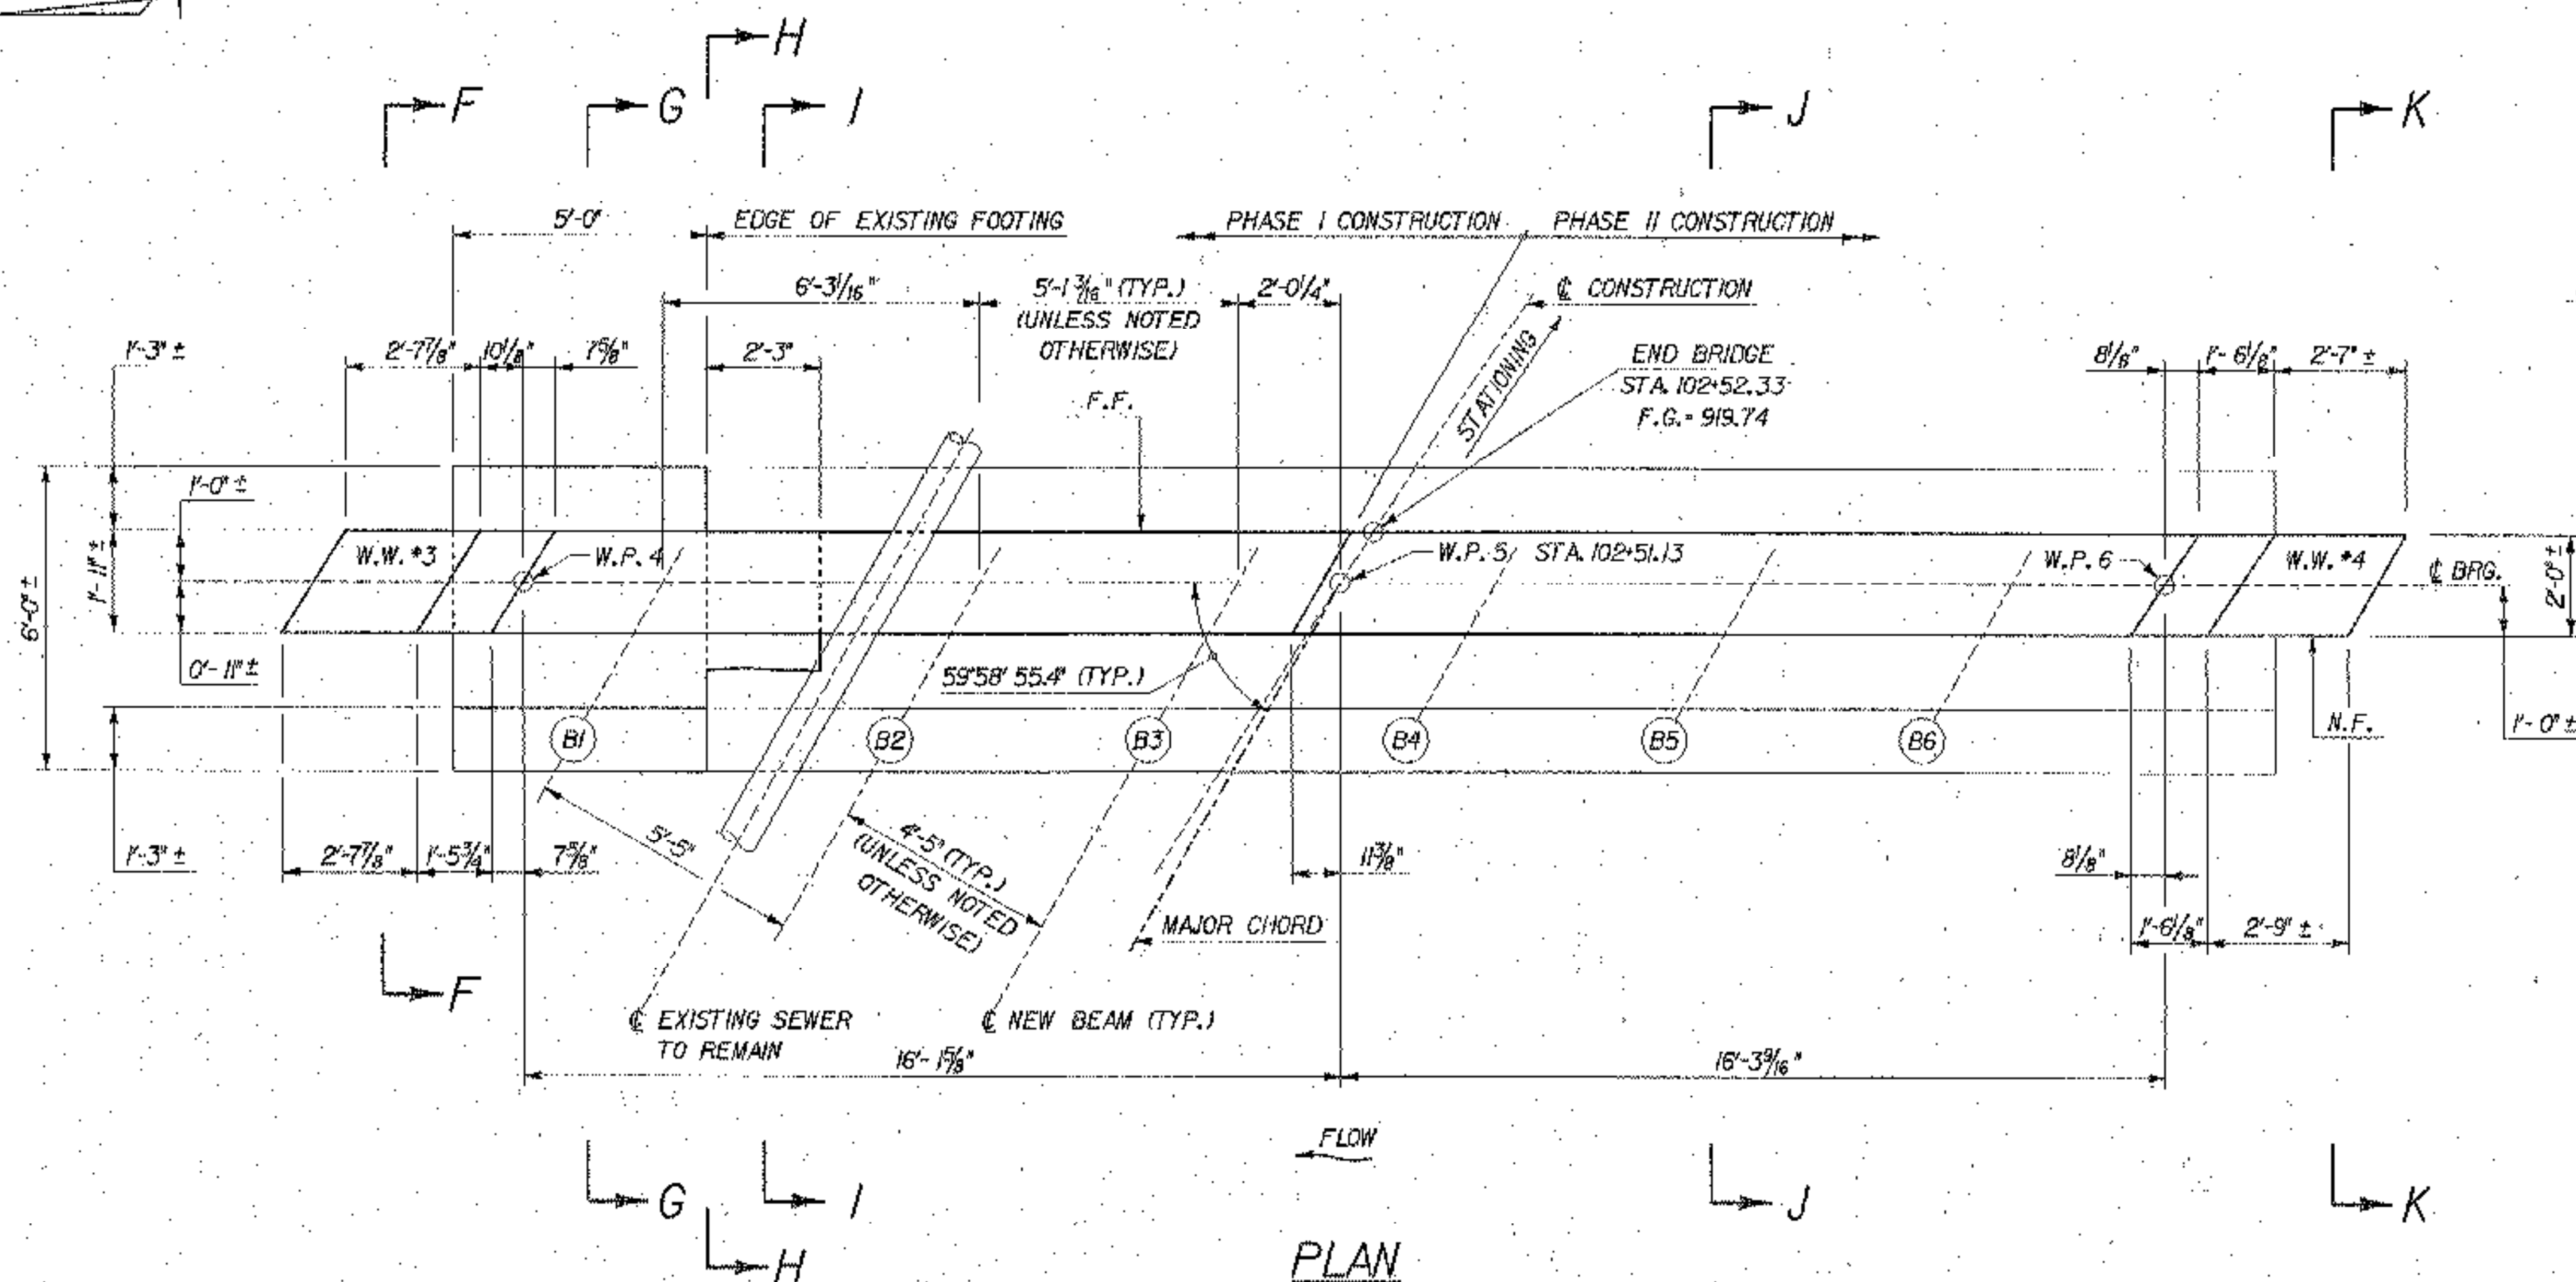 H
F
G
I
J
K
5'-0"
EDGE OF EXISTING FOOTING
PHASE I CONSTRUCTION
PHASE II CONSTRUCTION
6'-3 1/16"
5'-1 3/16" (TYP.)
(UNLESS NOTED
OTHERWISE)
2'-0 1/4"
℄ CONSTRUCTION
STATIONING
END BRIDGE
STA. 102+52.33
F.G. = 919.74
1'-3" ±
2'-7 7/8"
10 1/8"
7 5/8"
2'-3"
F.F.
8 1/8"
1'-6 1/8"
2'-7" ±
1'-0" ±
6'-0" ±
1'-11" ±
0'-11" ±
W.W. #3
W.P. 4
W.P. 5
STA. 102+51.13
W.P. 6
W.W. #4
℄ BRG.
2'-0" ±
59°58'55.4" (TYP.)
B1
B2
B3
B4
B5
B6
N.F.
1'-0" ±
1'-3" ±
2'-7 7/8"
1'-5 3/4"
7 5/8"
5'-5"
4'-5" (TYP.)
(UNLESS NOTED
OTHERWISE)
11 3/8"
MAJOR CHORD
8 1/8"
1'-6 1/8"
2'-9" ±
F
℄ EXISTING SEWER
TO REMAIN
℄ NEW BEAM (TYP.)
16'-1 5/8"
16'-3 9/16"
FLOW
G
I
J
K
H
PLAN